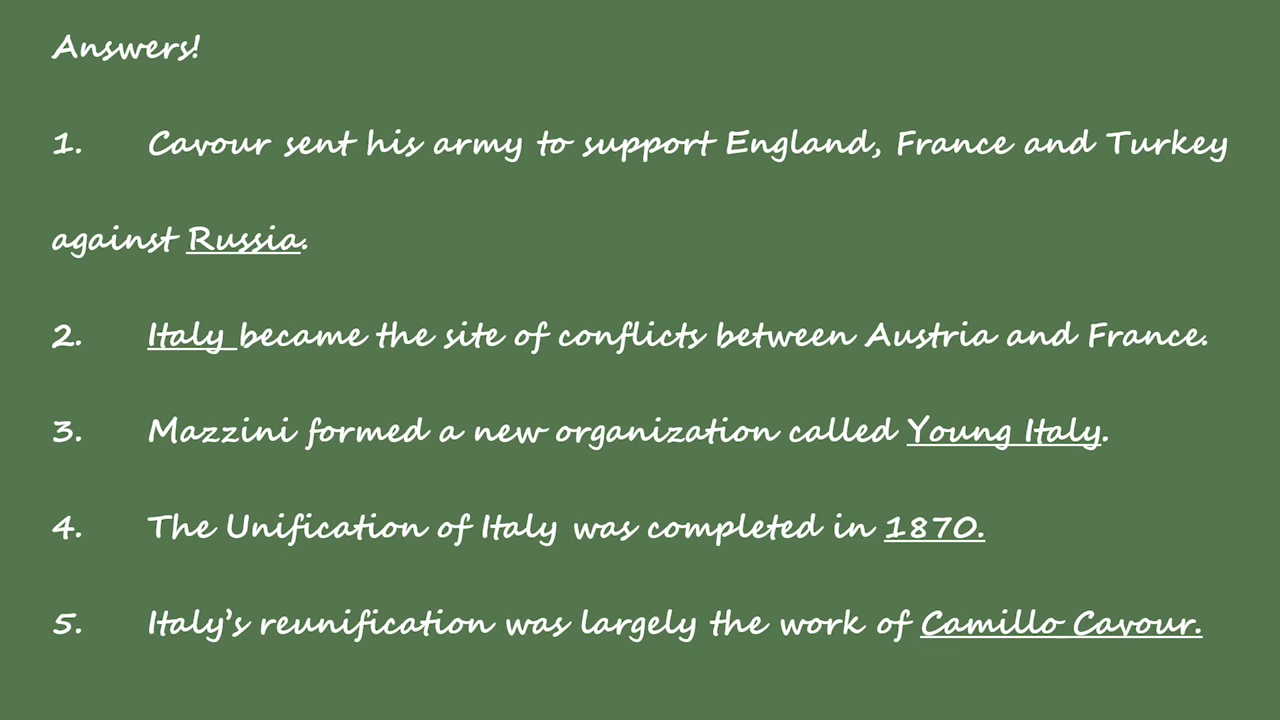 Answers!
1. Cavour sent his army to support England, France and Turkey
against Russia.
2. Italy became the site of conflicts between Austria and France.
3. Mazzini formed a new organization called Young Italy.
4. The Unification of Italy was completed in 1870.
5. Italy’s reunification was largely the work of Camillo Cavour.